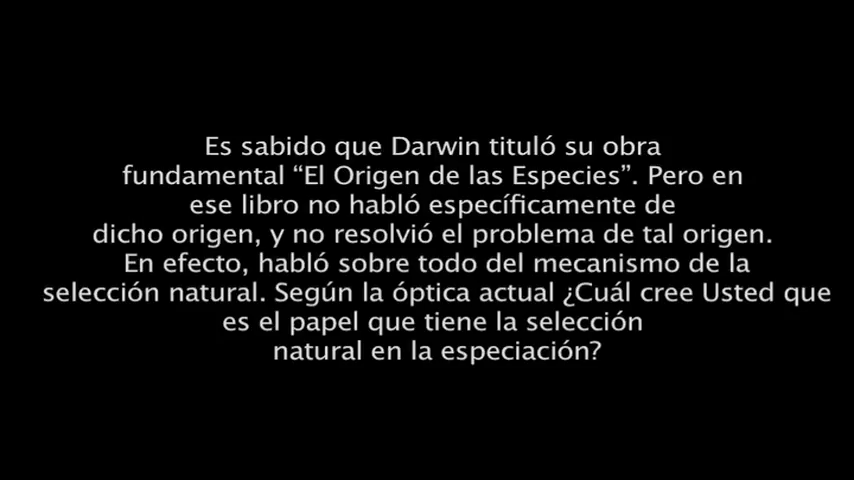 Es sabido que Darwin tituló su obra
fundamental “El Origen de las Especies”. Pero en
ese libro no habló específicamente de
dicho origen, y no resolvió el problema de tal origen.
En efecto, habló sobre todo del mecanismo de la
selección natural. Según la óptica actual ¿Cuál cree Usted que
es el papel que tiene la selección
natural en la especiación?